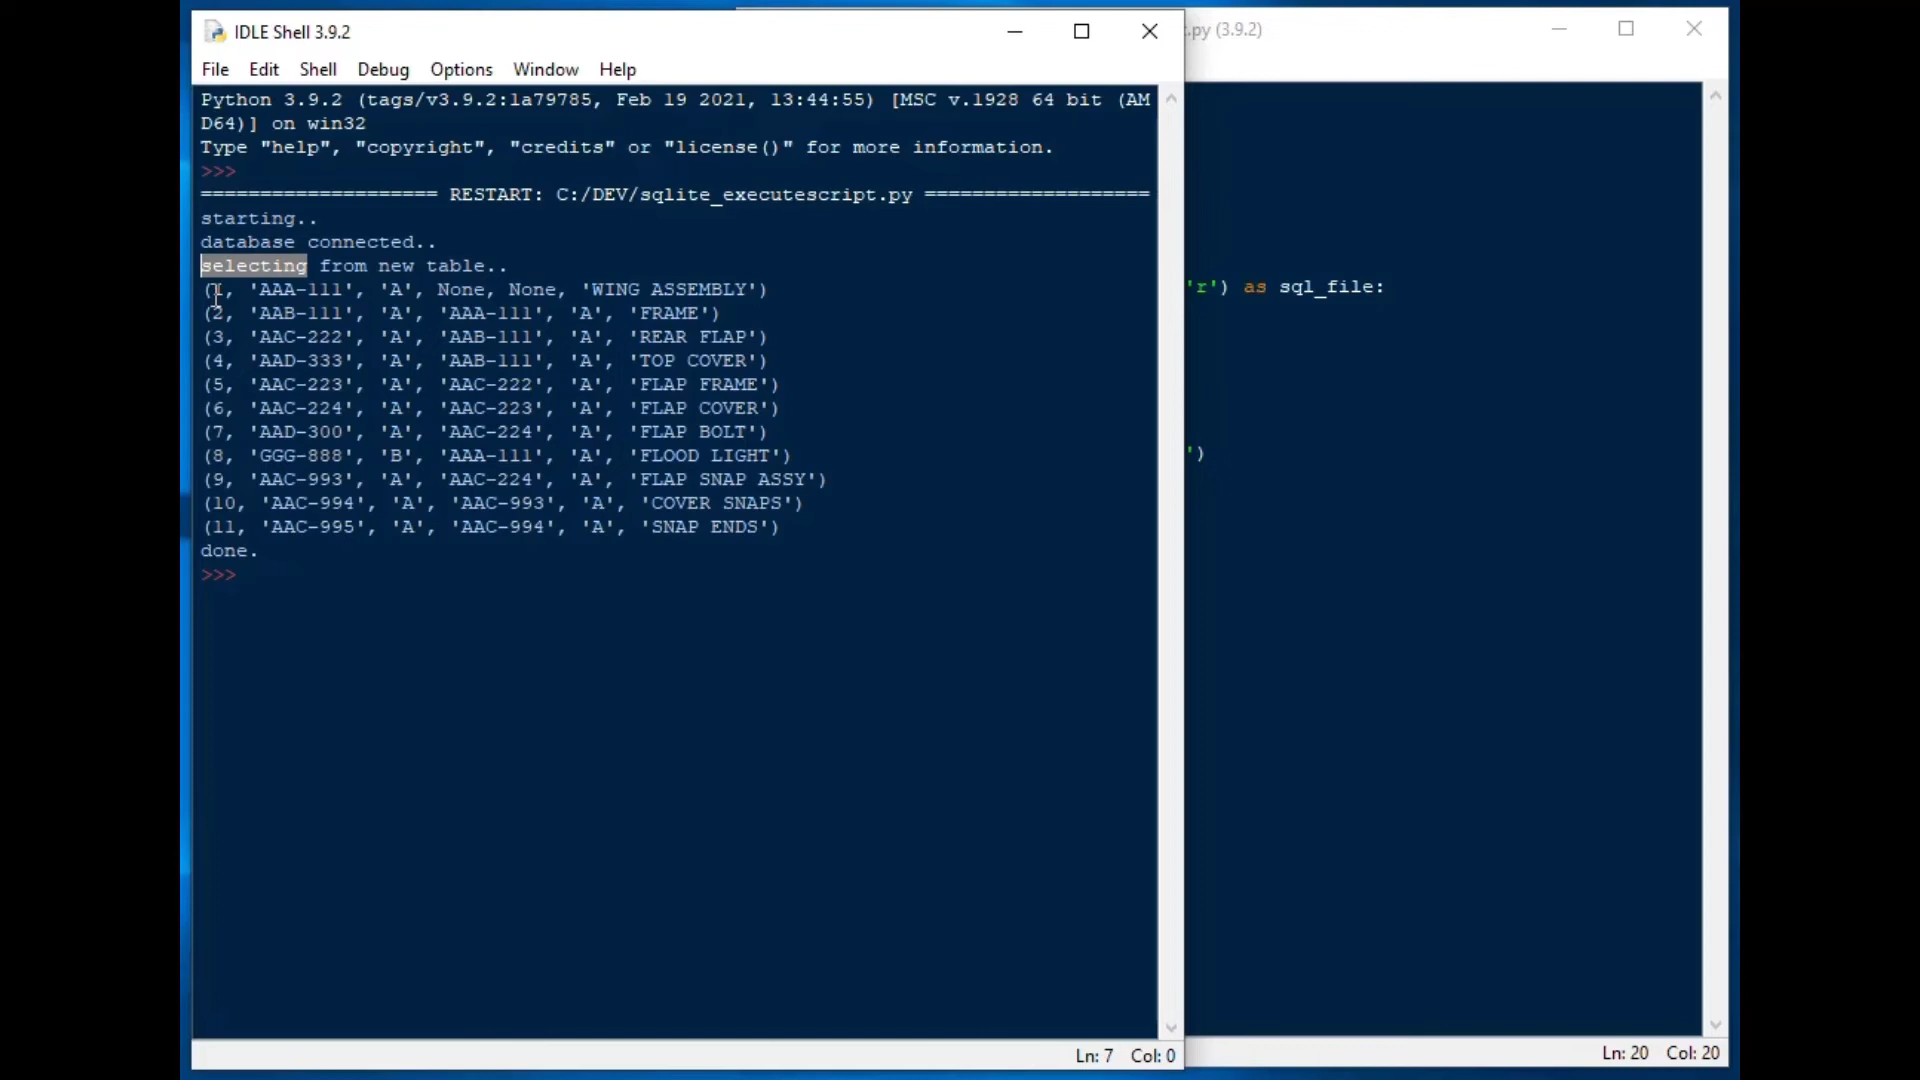 IDLE Shell 3.9.2
File Edit Shell Debug Options Window Help
Python 3.9.2 (tags/v3.9.2:1a79785, Feb 19 2021, 13:44:55) [MSC v.1928 64 bit (AM
D64)] on win32
Type "help", "copyright", "credits" or "license()" for more information.
>>>
==================== RESTART: C:/DEV/sqlite_executescript.py ===================
starting..
database connected..
selecting from new table..
(1, 'AAA-111', 'A', None, None, 'WING ASSEMBLY')
(2, 'AAB-111', 'A', 'AAA-111', 'A', 'FRAME')
(3, 'AAC-222', 'A', 'AAB-111', 'A', 'REAR FLAP')
(4, 'AAD-333', 'A', 'AAB-111', 'A', 'TOP COVER')
(5, 'AAC-223', 'A', 'AAC-222', 'A', 'FLAP FRAME')
(6, 'AAC-224', 'A', 'AAC-223', 'A', 'FLAP COVER')
(7, 'AAD-300', 'A', 'AAC-224', 'A', 'FLAP BOLT')
(8, 'GGG-888', 'B', 'AAA-111', 'A', 'FLOOD LIGHT')
(9, 'AAC-993', 'A', 'AAC-224', 'A', 'FLAP SNAP ASSY')
(10, 'AAC-994', 'A', 'AAC-993', 'A', 'COVER SNAPS')
(11, 'AAC-995', 'A', 'AAC-994', 'A', 'SNAP ENDS')
done.
>>>
Ln: 7 Col: 0
.py (3.9.2)
'r') as sql_file:
')
Ln: 20 Col: 20